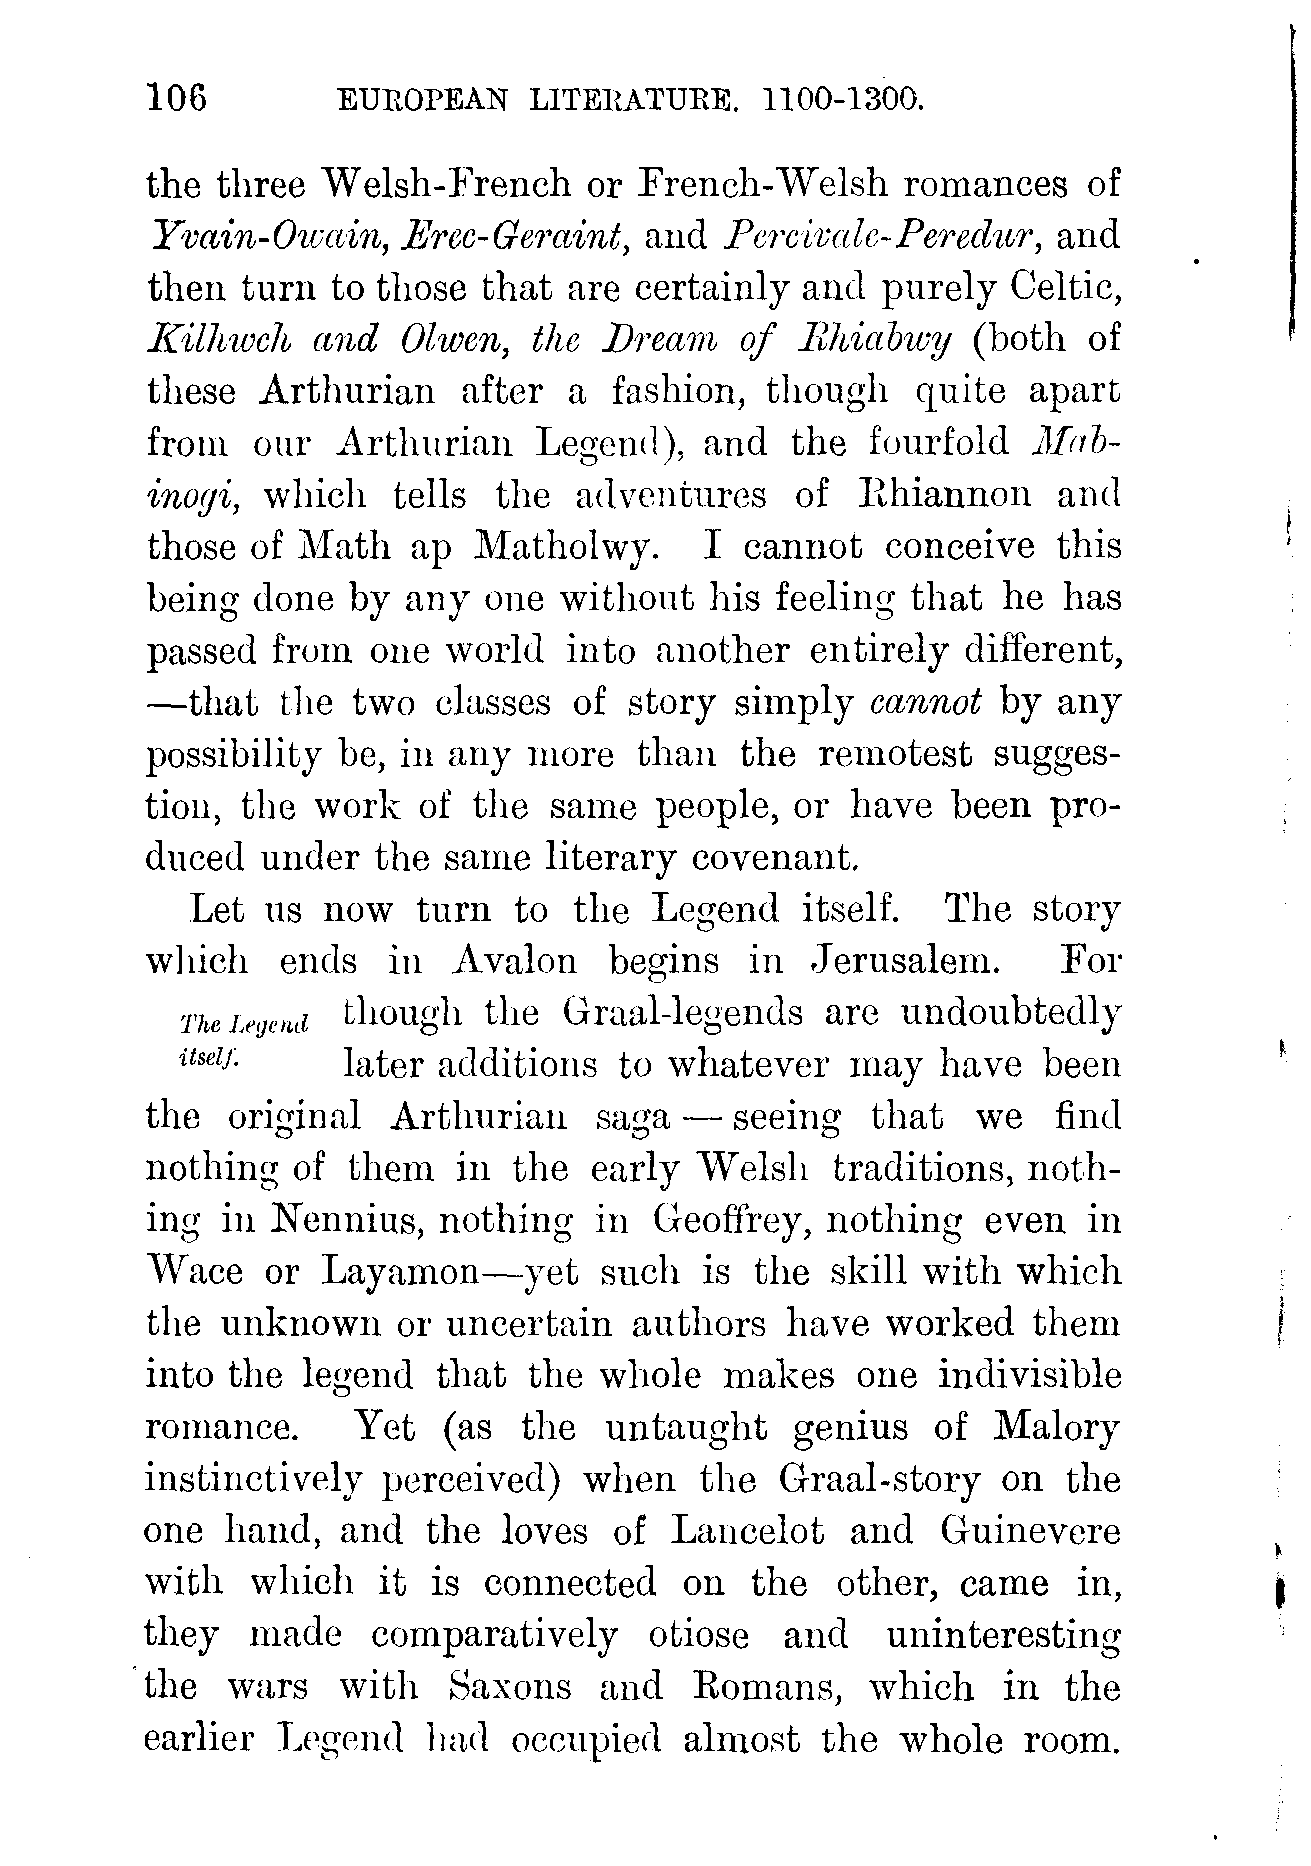 106 EUROPEAN LITERATURE. 1100-1300.
the three Welsh-French or French-Welsh romances of
Yvain-Owain, Erec-Geraint, and Percivale-Peredur, and
then turn to those that are certainly and purely Celtic,
Kilhwch and Olwen, the Dream of Rhiabwy (both of
these Arthurian after a fashion, though quite apart
from our Arthurian Legend), and the fourfold Mab-
inogi, which tells the adventures of Rhiannon and
those of Math ap Matholwy. I cannot conceive this
being done by any one without his feeling that he has
passed from one world into another entirely different,
—that the two classes of story simply cannot by any
possibility be, in any more than the remotest sugges-
tion, the work of the same people, or have been pro-
duced under the same literary covenant.
Let us now turn to the Legend itself. The story
which ends in Avalon begins in Jerusalem. For
The Legend
itself.
though the Graal-legends are undoubtedly
later additions to whatever may have been
the original Arthurian saga — seeing that we find
nothing of them in the early Welsh traditions, noth-
ing in Nennius, nothing in Geoffrey, nothing even in
Wace or Layamon—yet such is the skill with which
the unknown or uncertain authors have worked them
into the legend that the whole makes one indivisible
romance. Yet (as the untaught genius of Malory
instinctively perceived) when the Graal-story on the
one hand, and the loves of Lancelot and Guinevere
with which it is connected on the other, came in,
they made comparatively otiose and uninteresting
the wars with Saxons and Romans, which in the
earlier Legend had occupied almost the whole room.